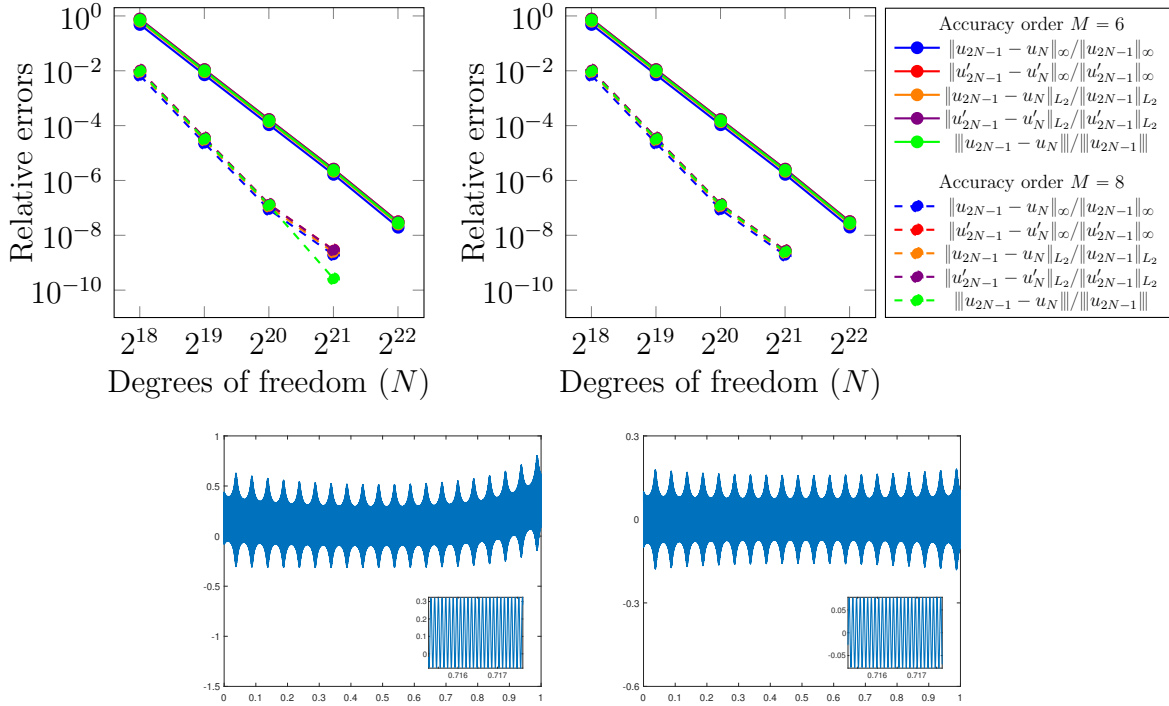 10^0
10^{-2}
10^{-4}
10^{-6}
10^{-8}
10^{-10}
Relative errors
2^{18} 2^{19} 2^{20} 2^{21} 2^{22}
Degrees of freedom (N)
10^0
10^{-2}
10^{-4}
10^{-6}
10^{-8}
10^{-10}
Relative errors
2^{18} 2^{19} 2^{20} 2^{21} 2^{22}
Degrees of freedom (N)
Accuracy order M = 6
‖u_{2N−1} − u_N‖_∞/‖u_{2N−1}‖_∞
‖u′_{2N−1} − u′_N‖_∞/‖u′_{2N−1}‖_∞
‖u_{2N−1} − u_N‖_{L_2}/‖u_{2N−1}‖_{L_2}
‖u′_{2N−1} − u′_N‖_{L_2}/‖u′_{2N−1}‖_{L_2}
|||u_{2N−1} − u_N|||/|||u_{2N−1}|||
Accuracy order M = 8
‖u_{2N−1} − u_N‖_∞/‖u_{2N−1}‖_∞
‖u′_{2N−1} − u′_N‖_∞/‖u′_{2N−1}‖_∞
‖u_{2N−1} − u_N‖_{L_2}/‖u_{2N−1}‖_{L_2}
‖u′_{2N−1} − u′_N‖_{L_2}/‖u′_{2N−1}‖_{L_2}
|||u_{2N−1} − u_N|||/|||u_{2N−1}|||
1
0.5
0
-0.5
-1
-1.5
0 0.1 0.2 0.3 0.4 0.5 0.6 0.7 0.8 0.9 1
0.3
0.2
0.1
0
0.716 0.717
0.3
0
-0.3
-0.6
0 0.1 0.2 0.3 0.4 0.5 0.6 0.7 0.8 0.9 1
0.05
0
-0.05
0.716 0.717